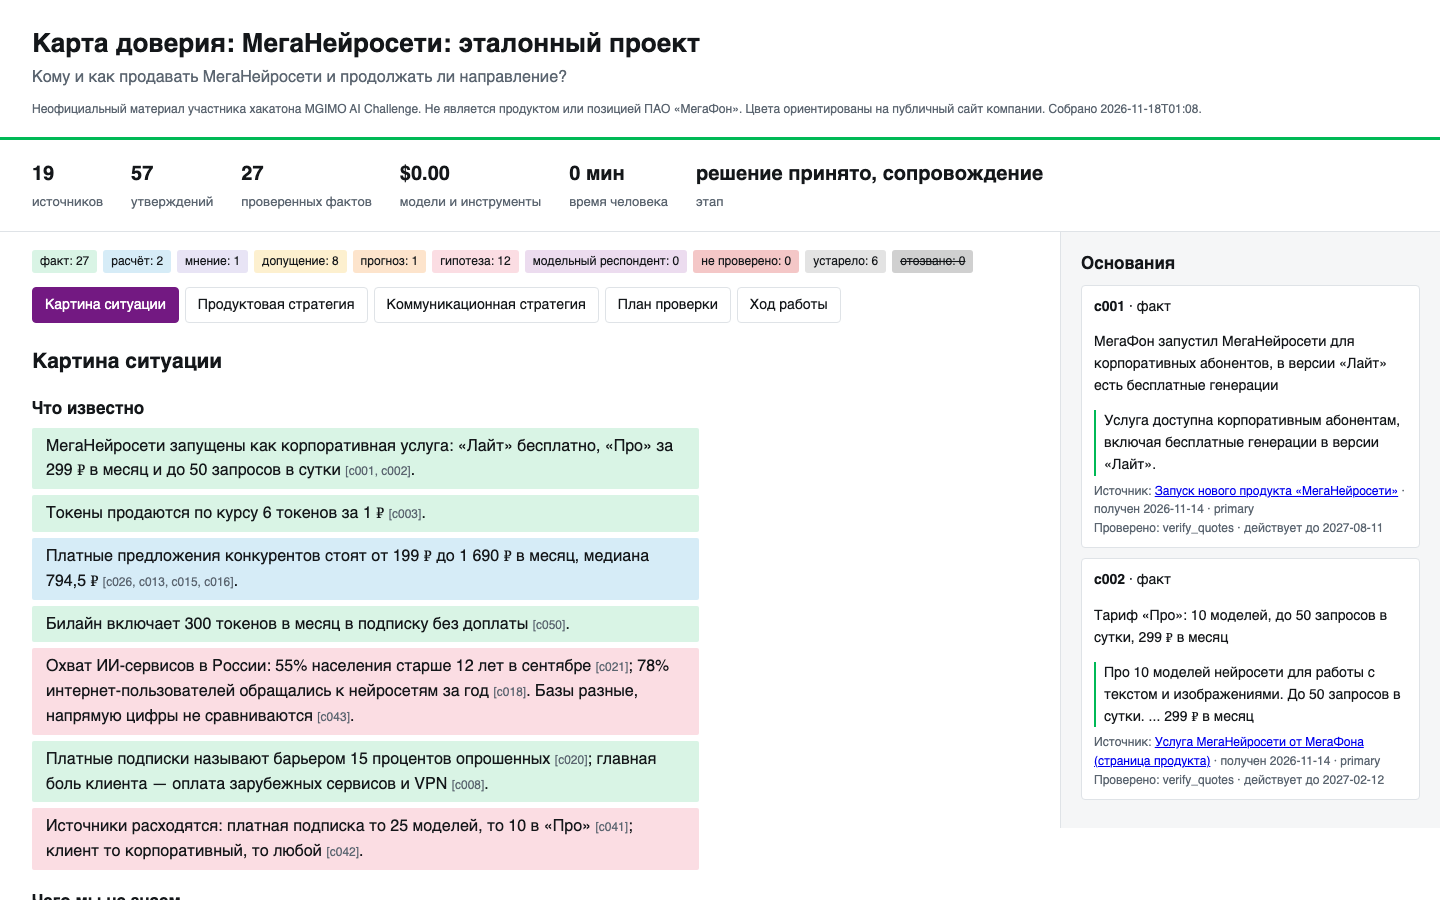 Карта доверия: МегаНейросети: эталонный проект
Кому и как продавать МегаНейросети и продолжать ли направление?
Неофициальный материал участника хакатона MGIMO AI Challenge. Не является продуктом или позицией ПАО «МегаФон». Цвета ориентированы на публичный сайт компании. Собрано 2026-11-18T01:08.
19
источников
57
утверждений
27
проверенных фактов
$0.00
модели и инструменты
0 мин
время человека
решение принято, сопровождение
этап
факт: 27
расчёт: 2
мнение: 1
допущение: 8
прогноз: 1
гипотеза: 12
модельный респондент: 0
не проверено: 0
устарело: 6
отозвано: 0
Картина ситуации
Продуктовая стратегия
Коммуникационная стратегия
План проверки
Ход работы
Картина ситуации
Что известно
МегаНейросети запущены как корпоративная услуга: «Лайт» бесплатно, «Про» за
299 ₽ в месяц и до 50 запросов в сутки [c001, c002].
Токены продаются по курсу 6 токенов за 1 ₽ [c003].
Платные предложения конкурентов стоят от 199 ₽ до 1 690 ₽ в месяц, медиана
794,5 ₽ [c026, c013, c015, c016].
Билайн включает 300 токенов в месяц в подписку без доплаты [c050].
Охват ИИ-сервисов в России: 55% населения старше 12 лет в сентябре [c021]; 78%
интернет-пользователей обращались к нейросетям за год [c018]. Базы разные,
напрямую цифры не сравниваются [c043].
Платные подписки называют барьером 15 процентов опрошенных [c020]; главная
боль клиента — оплата зарубежных сервисов и VPN [c008].
Источники расходятся: платная подписка то 25 моделей, то 10 в «Про» [c041];
клиент то корпоративный, то любой [c042].
Чего мы не знаем
Основания
c001 · факт
МегаФон запустил МегаНейросети для
корпоративных абонентов, в версии «Лайт»
есть бесплатные генерации
Услуга доступна корпоративным абонентам,
включая бесплатные генерации в версии
«Лайт».
Источник: Запуск нового продукта «МегаНейросети» ·
получен 2026-11-14 · primary
Проверено: verify_quotes · действует до 2027-08-11
c002 · факт
Тариф «Про»: 10 моделей, до 50 запросов в
сутки, 299 ₽ в месяц
Про 10 моделей нейросети для работы с
текстом и изображениями. До 50 запросов в
сутки. ... 299 ₽ в месяц
Источник: Услуга МегаНейросети от МегаФона
(страница продукта) · получен 2026-11-14 · primary
Проверено: verify_quotes · действует до 2027-02-12